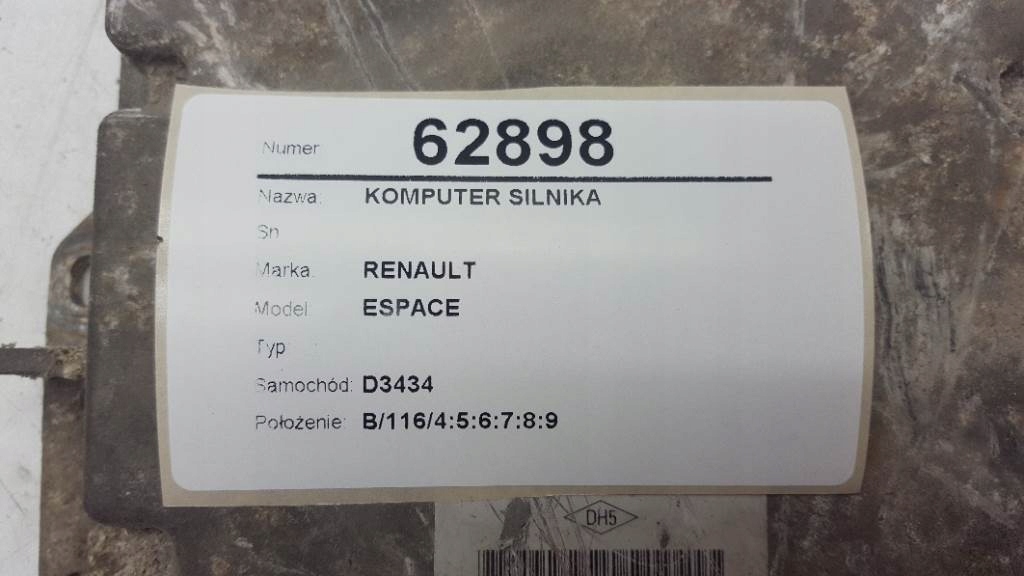 Numer 62898
Nazwa: KOMPUTER SILNIKA
Sn
Marka: RENAULT
Model: ESPACE
Typ
Samochód: D3434
Położenie: B/116/4:5:6:7:8:9
DH5